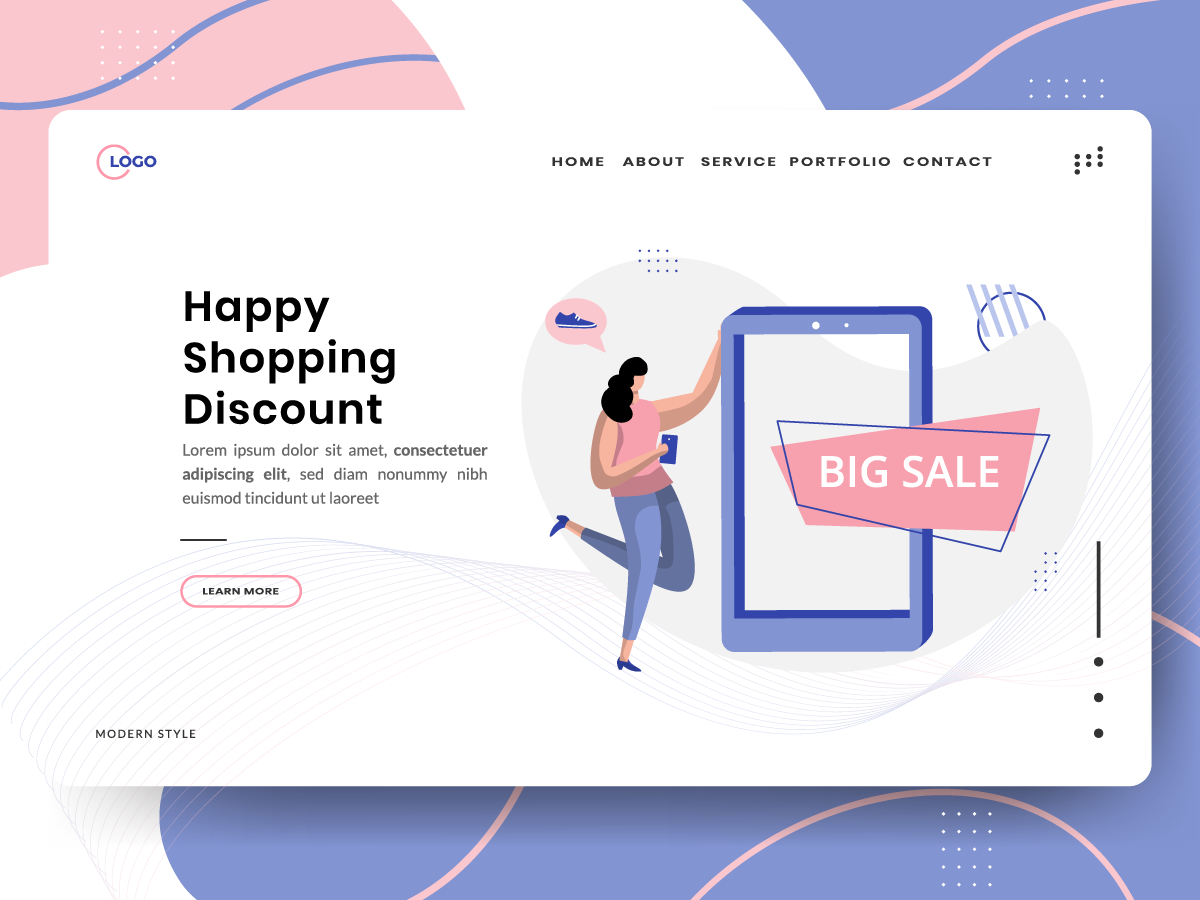 LOGO
HOME ABOUT SERVICE PORTFOLIO CONTACT
Happy
Shopping
Discount
Lorem ipsum dolor sit amet, consectetuer
adipiscing elit, sed diam nonummy nibh
euismod tincidunt ut laoreet
BIG SALE
LEARN MORE
MODERN STYLE